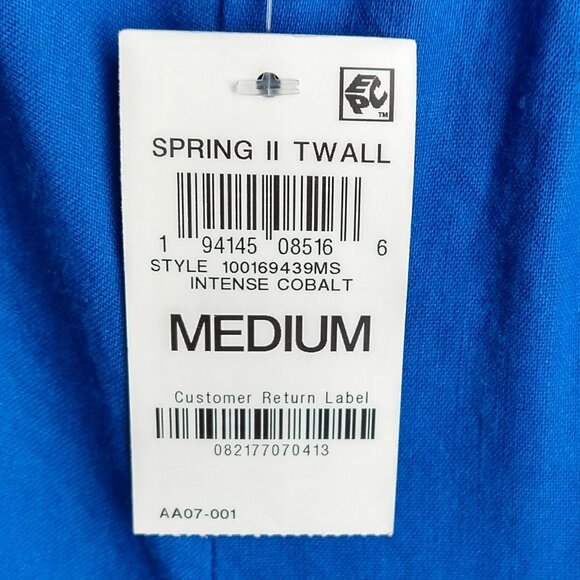 EPC
TM
SPRING II TWALL
1 94145 08516 6
STYLE 100169439MS
INTENSE COBALT
MEDIUM
Customer Return Label
082177070413
AA07-001